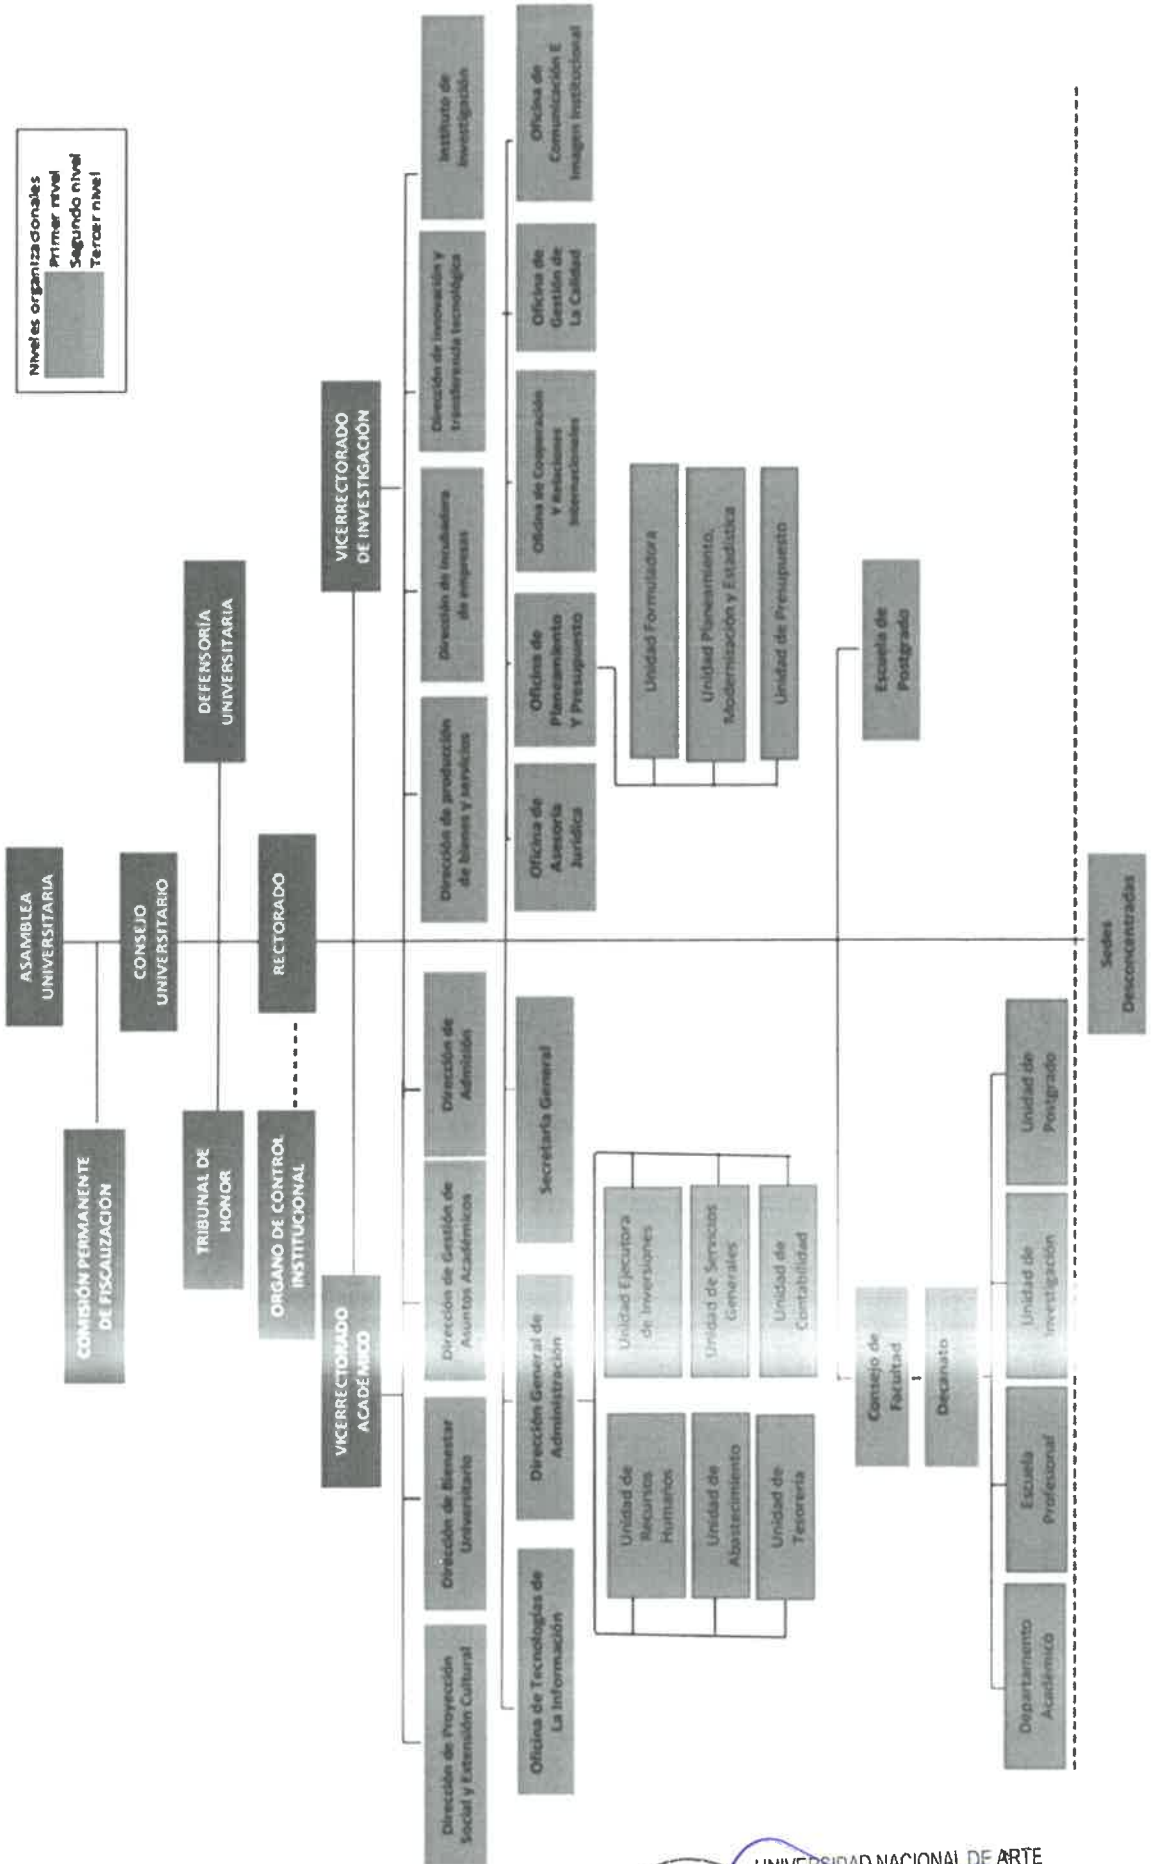 Niveles organizacionales
Primer nivel
Segundo nivel
Tercer nivel
ASAMBLEA
UNIVERSITARIA
COMISIÓN PERMANENTE
DE FISCALIZACIÓN
CONSEJO
UNIVERSITARIO
TRIBUNAL DE
HONOR
DEFENSORÍA
UNIVERSITARIA
ORGANO DE CONTROL
INSTITUCIONAL
RECTORADO
VICERRECTORADO
ACADÉMICO
VICERRECTORADO
DE INVESTIGACIÓN
Dirección de Proyección
Social y Extensión Cultural
Dirección de Bienestar
Universitario
Dirección de Gestión de
Asuntos Académicos
Dirección de
Admisión
Dirección de producción
de bienes y servicios
Dirección de incubadora
de empresas
Dirección de innovación y
transferencia tecnológica
Instituto de
Investigación
Oficina de Tecnologías de
La Información
Dirección General de
Administración
Secretaría General
Oficina de
Asesoría
Jurídica
Oficina de
Planeamiento
Y Presupuesto
Oficina de Cooperación
Y Relaciones
Internacionales
Oficina de
Gestión de
La Calidad
Oficina de
Comunicación E
Imagen Institucional
Unidad de
Recursos
Humanos
Unidad de
Abastecimiento
Unidad de
Tesorería
Unidad Ejecutora
de Inversiones
Unidad de Servicios
Generales
Unidad de
Contabilidad
Unidad Formuladora
Unidad Planeamiento,
Modernización y Estadística
Unidad de Presupuesto
Consejo de
Facultad
Decanato
Escuela de
Postgrado
Departamento
Académico
Escuela
Profesional
Unidad de
Investigación
Unidad de
Postgrado
Sedes
Desconcentradas
UNIVERSIDAD NACIONAL DE ARTE